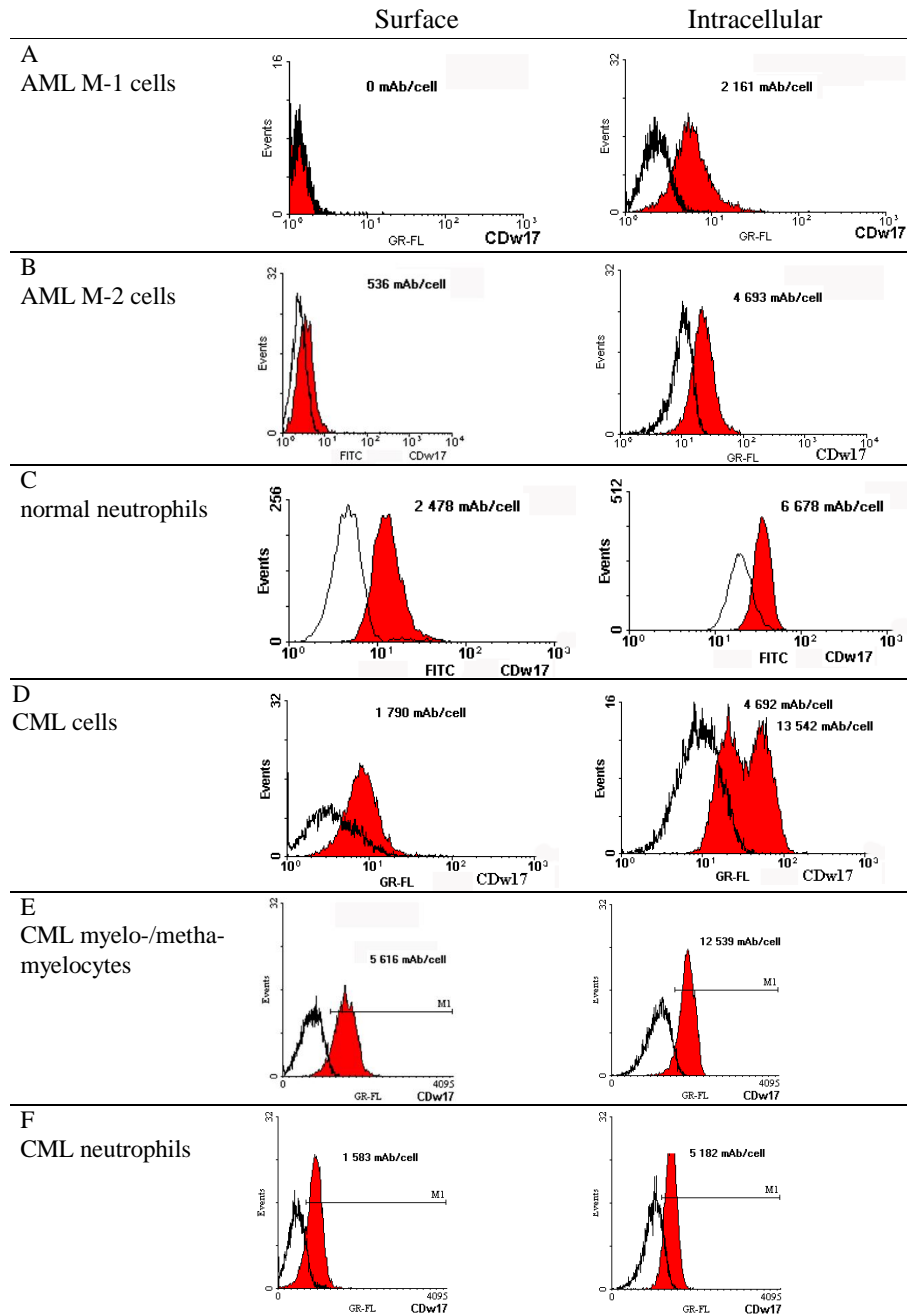 Surface Intracellular
A
AML M-1 cells
16
0 mAb/cell
Events
0
10⁰ 10¹ 10² 10³
GR-FL CDw17
32
2 161 mAb/cell
Events
0
10⁰ 10¹ 10² 10³
GR-FL CDw17
B
AML M-2 cells
32
536 mAb/cell
Events
0
10⁰ 10¹ 10² 10³ 10⁴
FITC CDw17
32
4 693 mAb/cell
Events
0
10⁰ 10¹ 10² 10³ 10⁴
GR-FL CDw17
C
normal neutrophils
256
2 478 mAb/cell
Events
0
10⁰ 10¹ 10² 10³
FITC CDw17
512
6 678 mAb/cell
Events
0
10⁰ 10¹ 10² 10³
FITC CDw17
D
CML cells
32
1 790 mAb/cell
Events
0
10⁰ 10¹ 10² 10³
GR-FL CDw17
16
4 692 mAb/cell
13 542 mAb/cell
Events
0
10⁰ 10¹ 10² 10³
GR-FL CDw17
E
CML myelo-/metha-
myelocytes
32
5 616 mAb/cell
M1
Events
0
0 4095
GR-FL CDw17
32
12 539 mAb/cell
M1
Events
0
0 4095
GR-FL CDw17
F
CML neutrophils
32
1 583 mAb/cell
M1
Events
0
0 4095
GR-FL CDw17
32
5 182 mAb/cell
M1
Events
0
0 4095
GR-FL CDw17